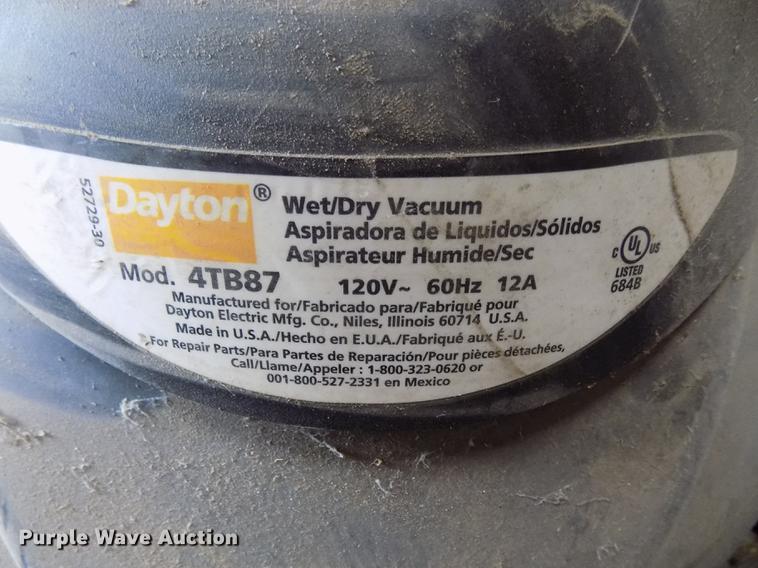 52729-30
Dayton®
Wet/Dry Vacuum
Aspiradora de Liquidos/Sólidos
Aspirateur Humide/Sec
C UL US
LISTED
684B
Mod. 4TB87 120V~ 60Hz 12A
Manufactured for/Fabricado para/Fabriqué pour
Dayton Electric Mfg. Co., Niles, Illinois 60714 U.S.A.
Made in U.S.A./Hecho en E.U.A./Fabriqué aux É.-U.
For Repair Parts/Para Partes de Reparación/Pour pièces détachées,
Call/Llame/Appeler : 1-800-323-0620 or
001-800-527-2331 en Mexico
Purple Wave Auction